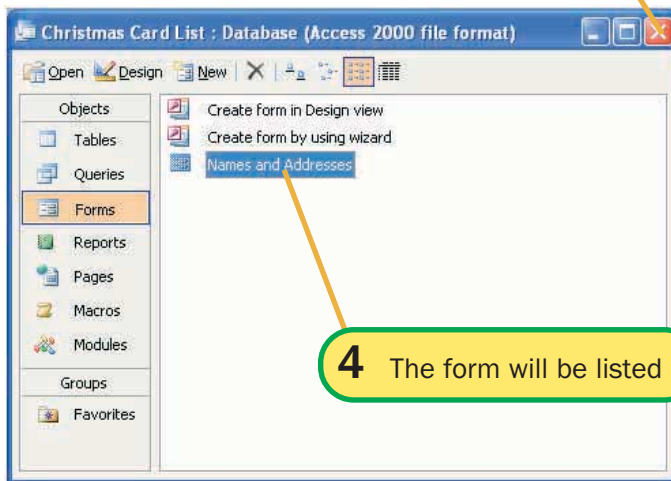 Christmas Card List : Database (Access 2000 file format)
Open Design New
Objects
Tables
Queries
Forms
Reports
Pages
Macros
Modules
Groups
Favorites
Create form in Design view
Create form by using wizard
Names and Addresses
4 The form will be listed